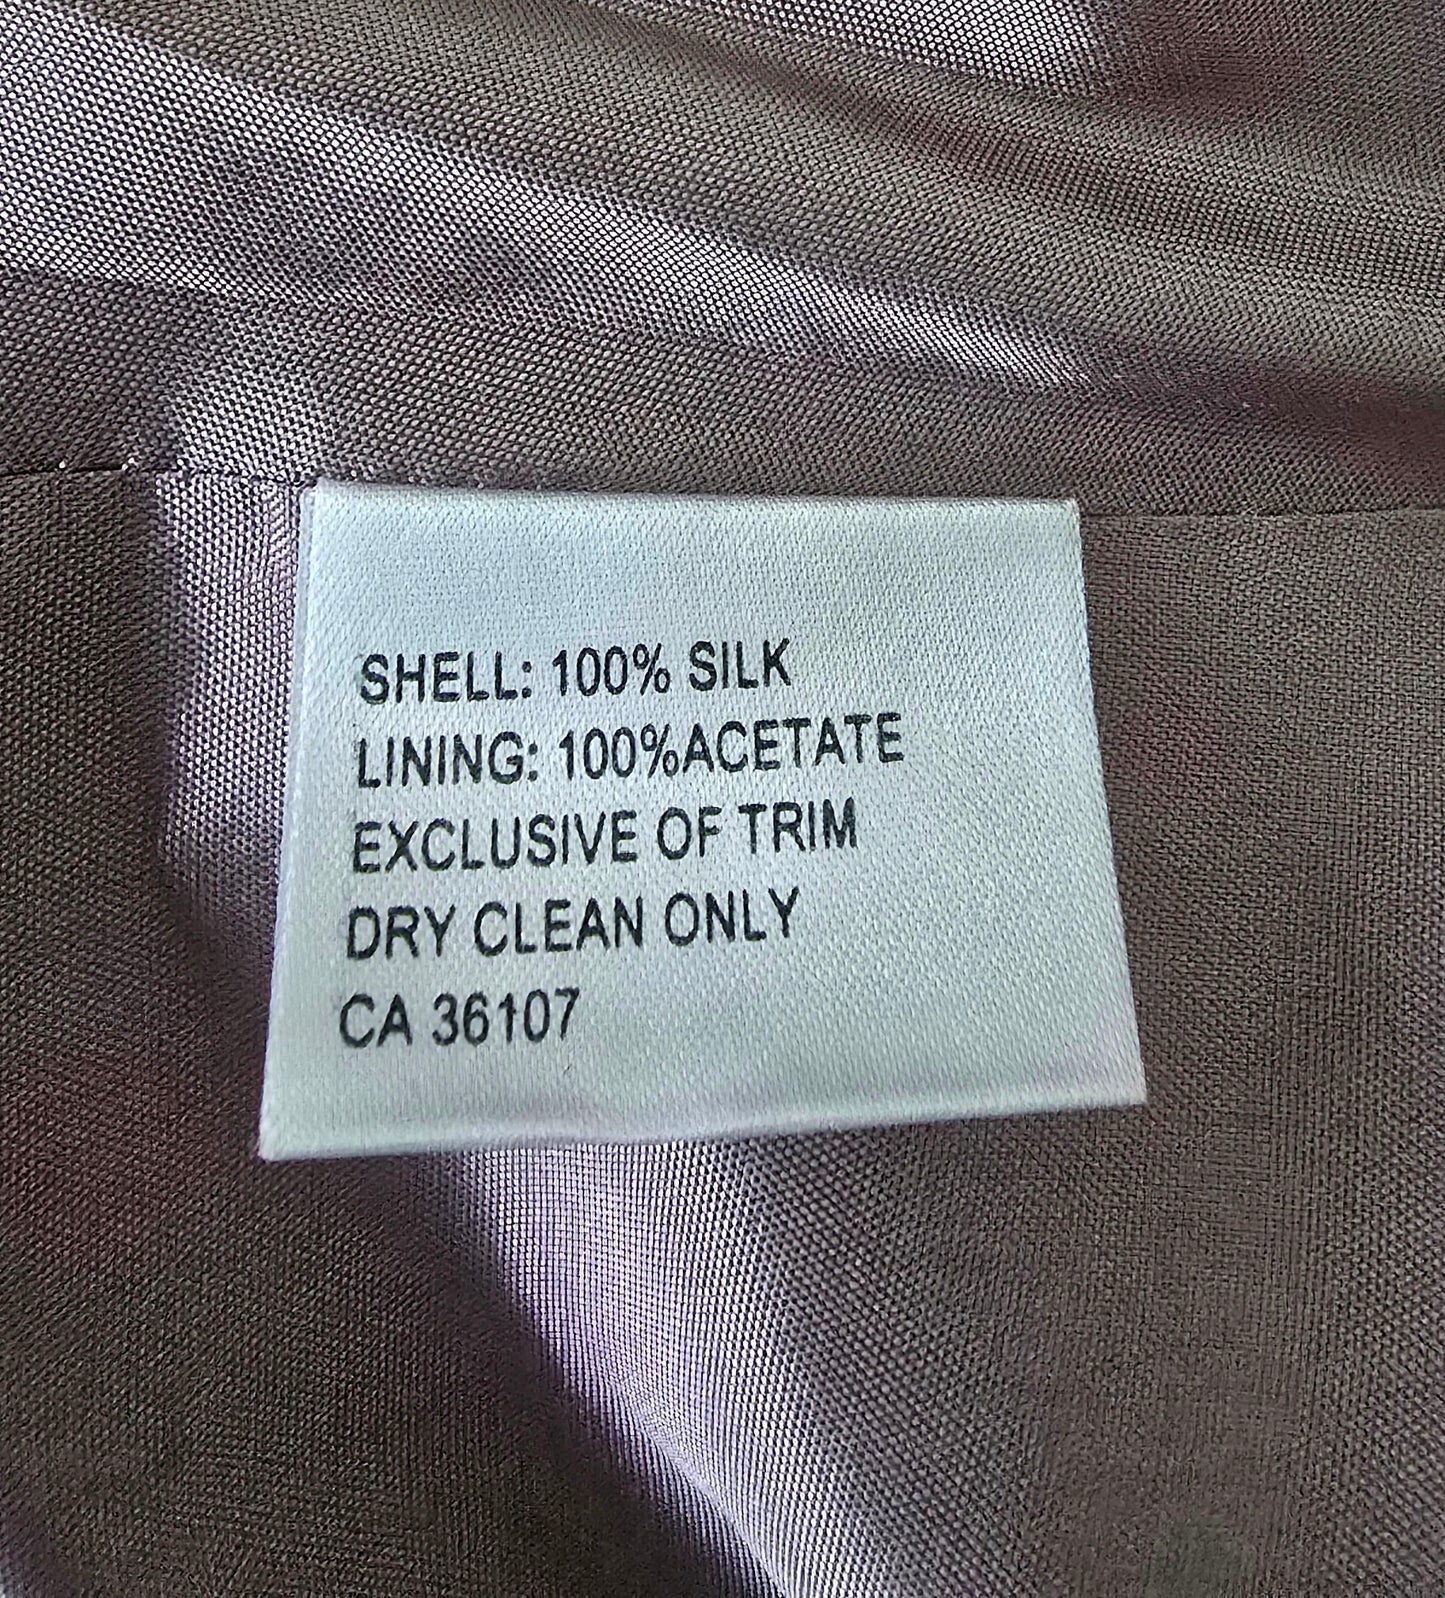 SHELL: 100% SILK
LINING: 100%ACETATE
EXCLUSIVE OF TRIM
DRY CLEAN ONLY
CA 36107